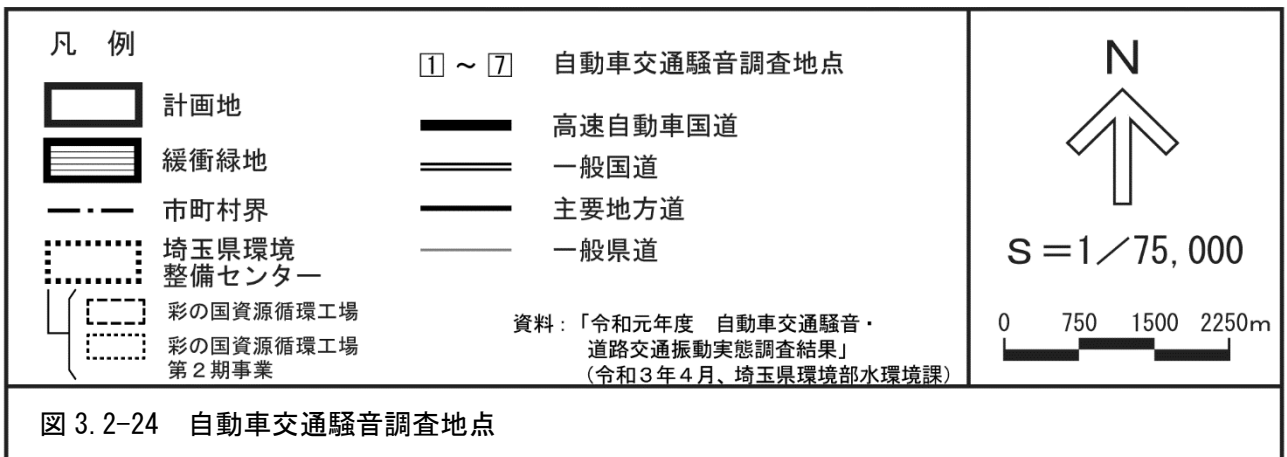 凡 例
計画地
緩衝緑地
市町村界
埼玉県環境
整備センター
彩の国資源循環工場
彩の国資源循環工場
第２期事業
1 ～ 7 自動車交通騒音調査地点
高速自動車国道
一般国道
主要地方道
一般県道
資料：「令和元年度 自動車交通騒音・
道路交通振動実態調査結果」
（令和３年４月、埼玉県環境部水環境課）
N
S＝1／75,000
0 750 1500 2250m
図 3.2-24 自動車交通騒音調査地点